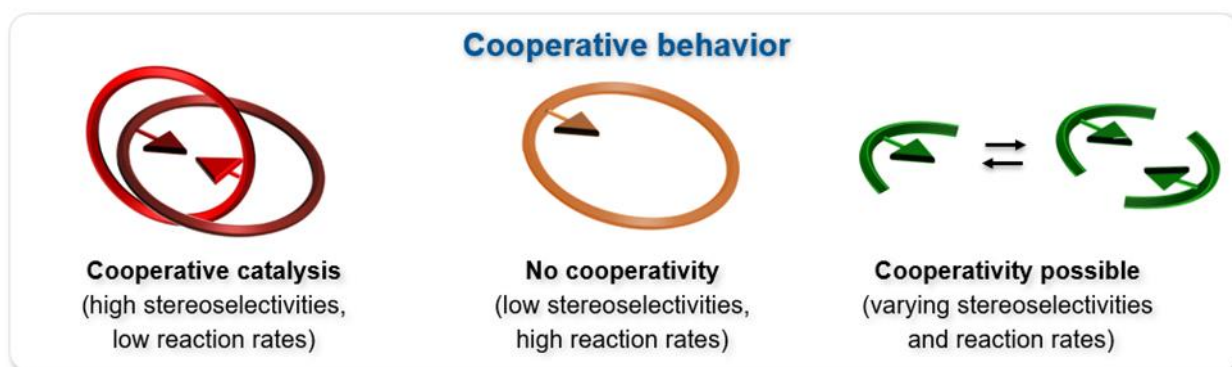 Cooperative behavior
Cooperative catalysis
(high stereoselectivities,
low reaction rates)
No cooperativity
(low stereoselectivities,
high reaction rates)
Cooperativity possible
(varying stereoselectivities
and reaction rates)